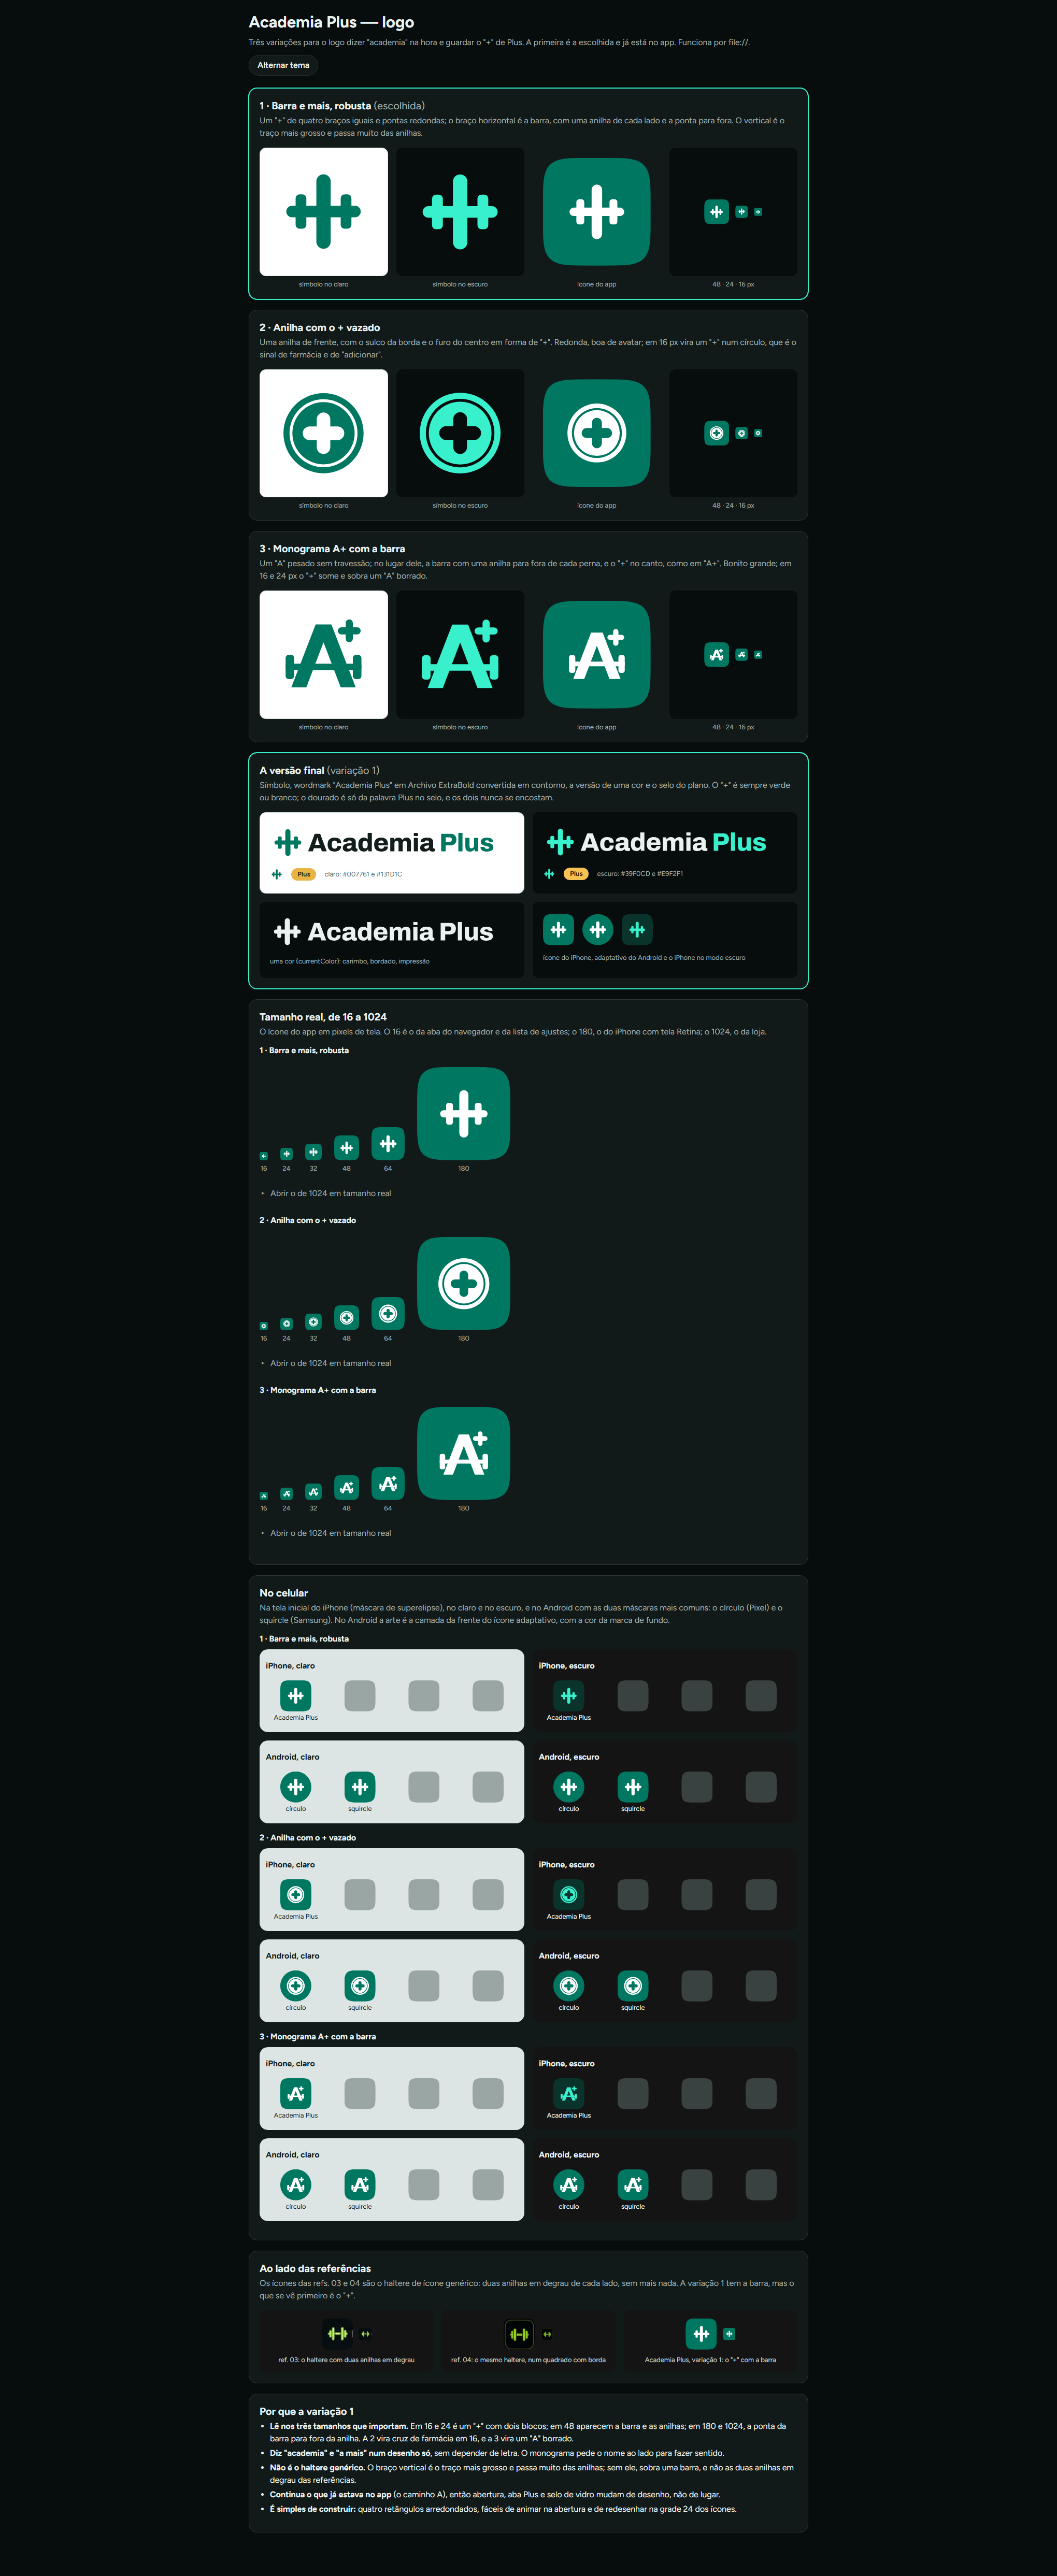 Academia Plus — logo
Três variações para o logo dizer "academia" na hora e guardar o "+" de Plus. A primeira é a escolhida e já está no app. Funciona por file://.
Alternar tema
1 · Barra e mais, robusta (escolhida)
Um "+" de quatro braços iguais e pontas redondas; o braço horizontal é a barra, com uma anilha de cada lado e a ponta para fora. O vertical é o
traço mais grosso e passa muito das anilhas.
símbolo no claro
símbolo no escuro
ícone do app
48 · 24 · 16 px
2 · Anilha com o + vazado
Uma anilha de frente, com o sulco da borda e o furo do centro em forma de "+". Redonda, boa de avatar; em 16 px vira um "+" num círculo, que é o
sinal de farmácia e de "adicionar".
símbolo no claro
símbolo no escuro
ícone do app
48 · 24 · 16 px
3 · Monograma A+ com a barra
Um "A" pesado sem travessão; no lugar dele, a barra com uma anilha para fora de cada perna, e o "+" no canto, como em "A+". Bonito grande; em
16 e 24 px o "+" some e sobra um "A" borrado.
A+
A+
A+
símbolo no claro
símbolo no escuro
ícone do app
48 · 24 · 16 px
A versão final (variação 1)
Símbolo, wordmark "Academia Plus" em Archivo ExtraBold convertida em contorno, a versão de uma cor e o selo do plano. O "+" é sempre verde
ou branco; o dourado é só da palavra Plus no selo, e os dois nunca se encostam.
Academia Plus
Plus claro: #007761 e #131D1C
Academia Plus
Plus escuro: #39F0CD e #E9F2F1
Academia Plus
uma cor (currentColor): carimbo, bordado, impressão
ícone do iPhone, adaptativo do Android e o iPhone no modo escuro
Tamanho real, de 16 a 1024
O ícone do app em pixels de tela. O 16 é o da aba do navegador e da lista de ajustes; o 180, o do iPhone com tela Retina; o 1024, o da loja.
1 · Barra e mais, robusta
16 24 32 48 64 180
Abrir o de 1024 em tamanho real
2 · Anilha com o + vazado
16 24 32 48 64 180
Abrir o de 1024 em tamanho real
3 · Monograma A+ com a barra
16 24 32 48 64 180
Abrir o de 1024 em tamanho real
No celular
Na tela inicial do iPhone (máscara de superelipse), no claro e no escuro, e no Android com as duas máscaras mais comuns: o círculo (Pixel) e o
squircle (Samsung). No Android a arte é a camada da frente do ícone adaptativo, com a cor da marca de fundo.
1 · Barra e mais, robusta
iPhone, claro
Academia Plus
iPhone, escuro
Academia Plus
Android, claro
círculo squircle
Android, escuro
círculo squircle
2 · Anilha com o + vazado
iPhone, claro
Academia Plus
iPhone, escuro
Academia Plus
Android, claro
círculo squircle
Android, escuro
círculo squircle
3 · Monograma A+ com a barra
iPhone, claro
Academia Plus
iPhone, escuro
Academia Plus
Android, claro
círculo squircle
Android, escuro
círculo squircle
Ao lado das referências
Os ícones das refs. 03 e 04 são o haltere de ícone genérico: duas anilhas em degrau de cada lado, sem mais nada. A variação 1 tem a barra, mas o
que se vê primeiro é o "+".
ref. 03: o haltere com duas anilhas em degrau
ref. 04: o mesmo haltere, num quadrado com borda
Academia Plus, variação 1: o "+" com a barra
Por que a variação 1
• Lê nos três tamanhos que importam. Em 16 e 24 é um "+" com dois blocos; em 48 aparecem a barra e as anilhas; em 180 e 1024, a ponta da
barra para fora da anilha. A 2 vira cruz de farmácia em 16, e a 3 vira um "A" borrado.
• Diz "academia" e "a mais" num desenho só, sem depender de letra. O monograma pede o nome ao lado para fazer sentido.
• Não é o haltere genérico. O braço vertical é o traço mais grosso e passa muito das anilhas; sem ele, sobra uma barra, e não as duas anilhas em
degrau das referências.
• Continua o que já estava no app (o caminho A), então abertura, aba Plus e selo de vidro mudam de desenho, não de lugar.
• É simples de construir: quatro retângulos arredondados, fáceis de animar na abertura e de redesenhar na grade 24 dos ícones.